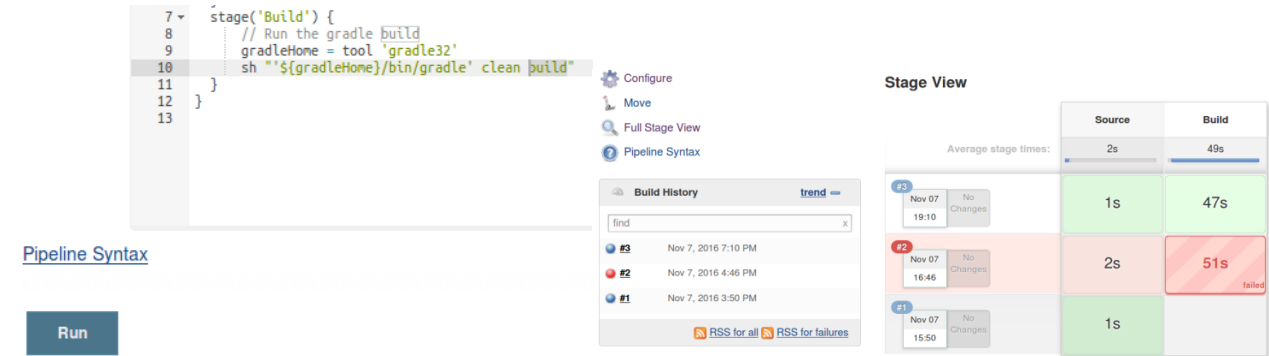 7 stage('Build') {
8 // Run the gradle build
9 gradleHome = tool 'gradle32'
10 sh "'${gradleHome}/bin/gradle' clean build"
11 }
12 }
13
Pipeline Syntax
Run
Configure
Move
Full Stage View
Pipeline Syntax
Build History trend
find x
#3 Nov 7, 2016 7:10 PM
#2 Nov 7, 2016 4:46 PM
#1 Nov 7, 2016 3:50 PM
RSS for all RSS for failures
Stage View
Source Build
Average stage times: 2s 49s
#3
Nov 07
19:10
No
Changes
1s 47s
#2
Nov 07
16:46
No
Changes
2s 51s
failed
#1
Nov 07
15:50
No
Changes
1s